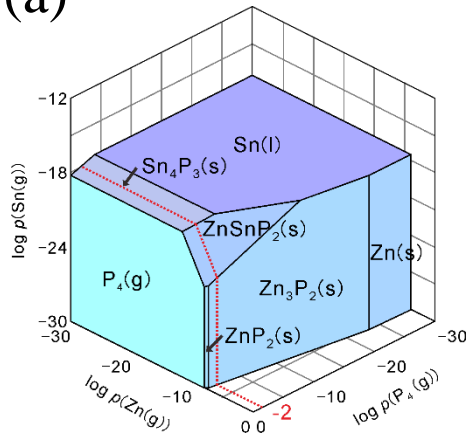 (a)
-12
-18
-24
-30
log p(Sn(g))
Sn(l)
Sn4P3(s)
ZnSnP2(s)
P4(g)
Zn3P2(s)
Zn(s)
ZnP2(s)
-30
-20
-10
0
log p(Zn(g))
0
-10
-20
-30
log p(P4(g))
-2